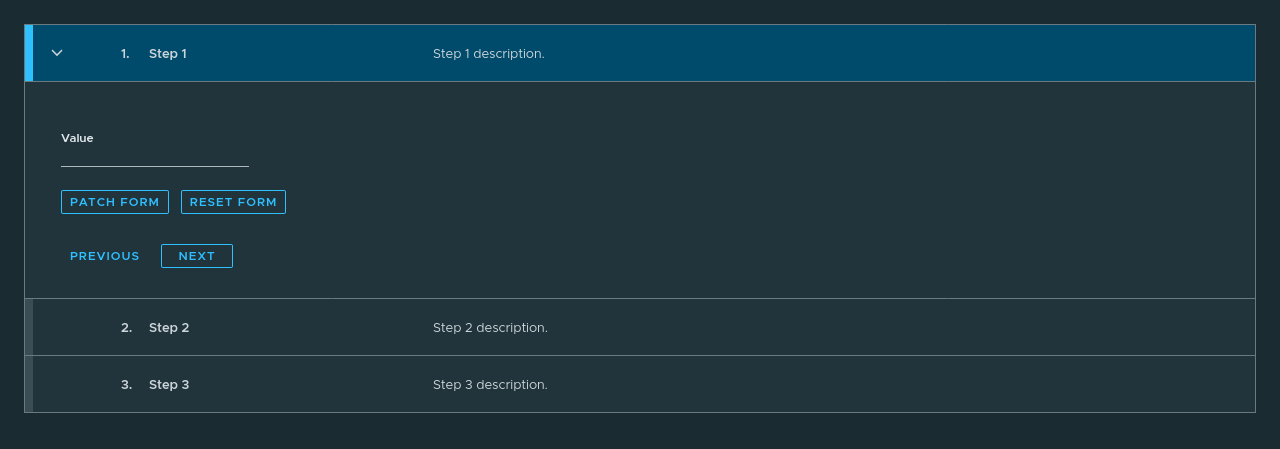 1. Step 1 Step 1 description.
Value
PATCH FORM RESET FORM
PREVIOUS NEXT
2. Step 2 Step 2 description.
3. Step 3 Step 3 description.